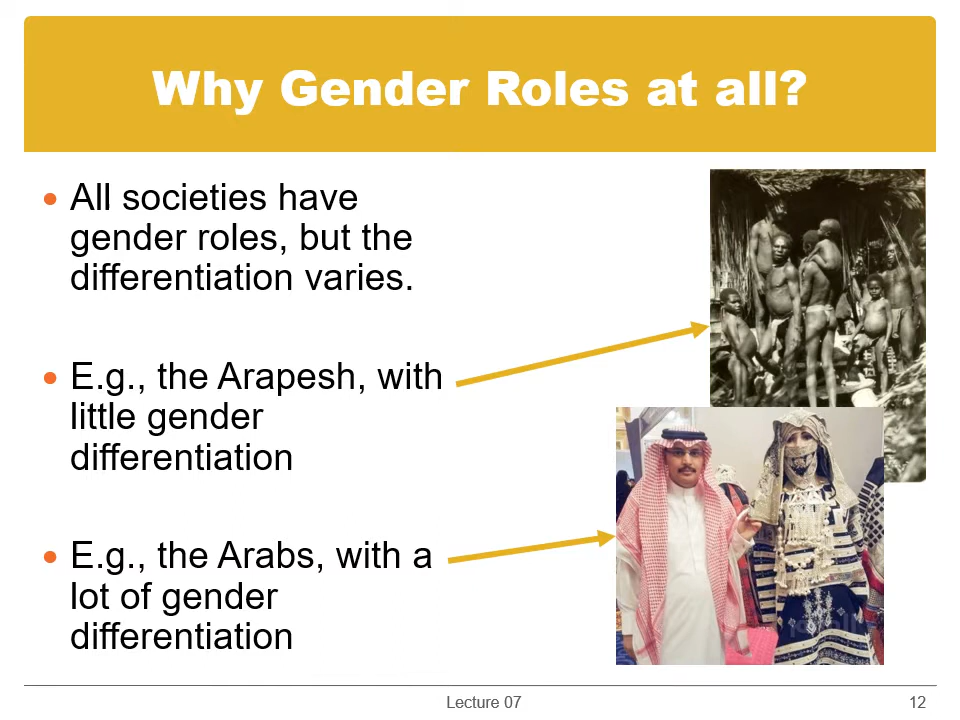 Why Gender Roles at all?
All societies have
gender roles, but the
differentiation varies.
E.g., the Arapesh, with
little gender
differentiation
E.g., the Arabs, with a
lot of gender
differentiation
Lecture 07
12